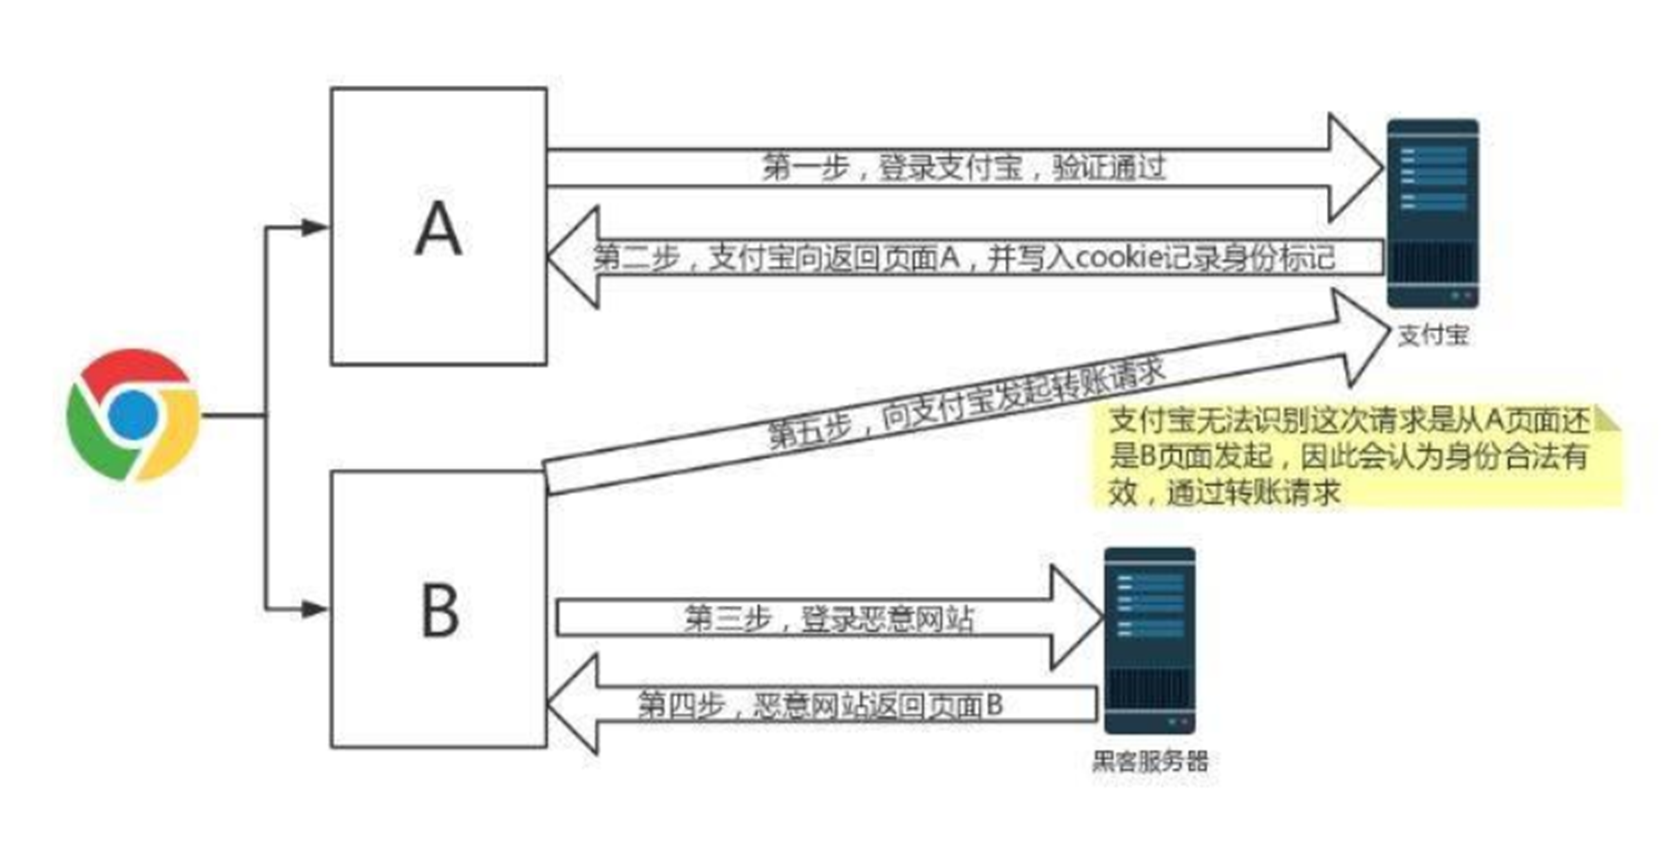 A
第一步，登录支付宝，验证通过
第二步，支付宝向返回页面A，并写入cookie记录身份标记
支付宝
第五步，向支付宝发起转账请求
支付宝无法识别这次请求是从A页面还
是B页面发起，因此会认为身份合法有
效，通过转账请求
B
第三步，登录恶意网站
第四步，恶意网站返回页面B
黑客服务器